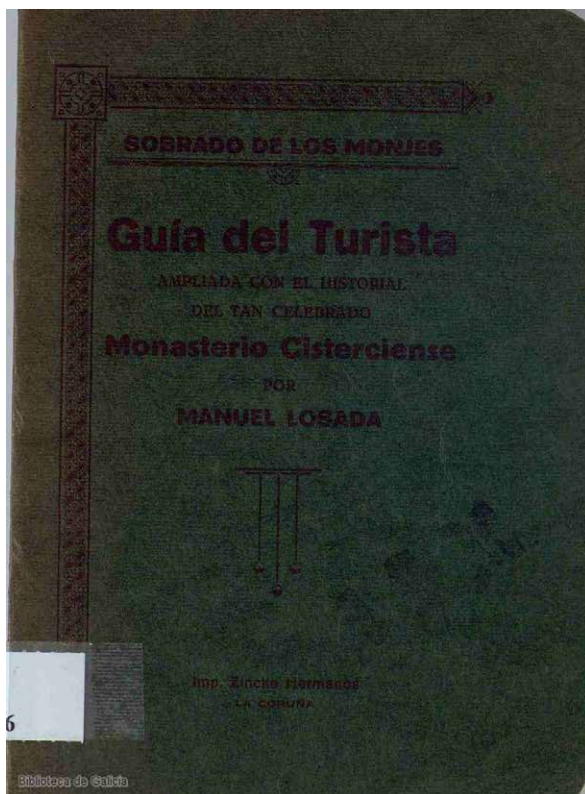 SOBRADO DE LOS MONJES
Guía del Turista
AMPLIADA CON EL HISTORIAL
DEL TAN CELEBRADO
Monasterio Cisterciense
POR
MANUEL LOSADA
Imp. Zincke Hermanos
LA CORUÑA
6
Biblioteca de Galicia